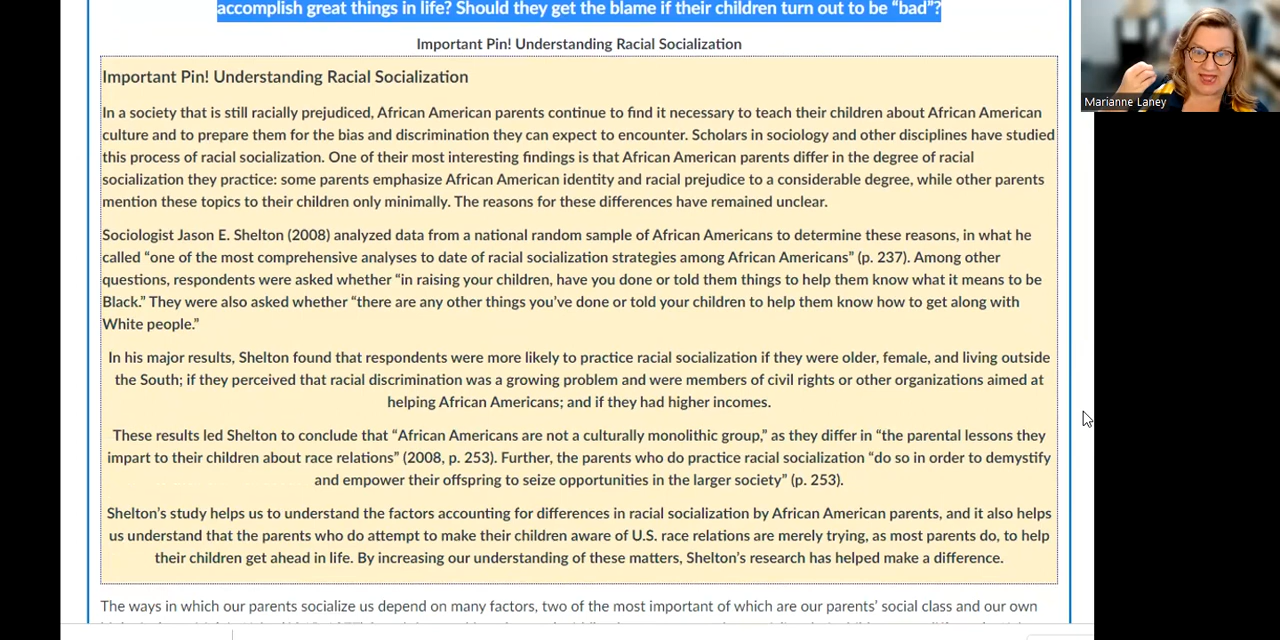 accomplish great things in life? Should they get the blame if their children turn out to be “bad”?
Important Pin! Understanding Racial Socialization
Important Pin! Understanding Racial Socialization
In a society that is still racially prejudiced, African American parents continue to find it necessary to teach their children about African American
culture and to prepare them for the bias and discrimination they can expect to encounter. Scholars in sociology and other disciplines have studied
this process of racial socialization. One of their most interesting findings is that African American parents differ in the degree of racial
socialization they practice: some parents emphasize African American identity and racial prejudice to a considerable degree, while other parents
mention these topics to their children only minimally. The reasons for these differences have remained unclear.
Sociologist Jason E. Shelton (2008) analyzed data from a national random sample of African Americans to determine these reasons, in what he
called “one of the most comprehensive analyses to date of racial socialization strategies among African Americans” (p. 237). Among other
questions, respondents were asked whether “in raising your children, have you done or told them things to help them know what it means to be
Black.” They were also asked whether “there are any other things you’ve done or told your children to help them know how to get along with
White people.”
In his major results, Shelton found that respondents were more likely to practice racial socialization if they were older, female, and living outside
the South; if they perceived that racial discrimination was a growing problem and were members of civil rights or other organizations aimed at
helping African Americans; and if they had higher incomes.
These results led Shelton to conclude that “African Americans are not a culturally monolithic group,” as they differ in “the parental lessons they
impart to their children about race relations” (2008, p. 253). Further, the parents who do practice racial socialization “do so in order to demystify
and empower their offspring to seize opportunities in the larger society” (p. 253).
Shelton’s study helps us to understand the factors accounting for differences in racial socialization by African American parents, and it also helps
us understand that the parents who do attempt to make their children aware of U.S. race relations are merely trying, as most parents do, to help
their children get ahead in life. By increasing our understanding of these matters, Shelton’s research has helped make a difference.
The ways in which our parents socialize us depend on many factors, two of the most important of which are our parents’ social class and our own
Marianne Laney